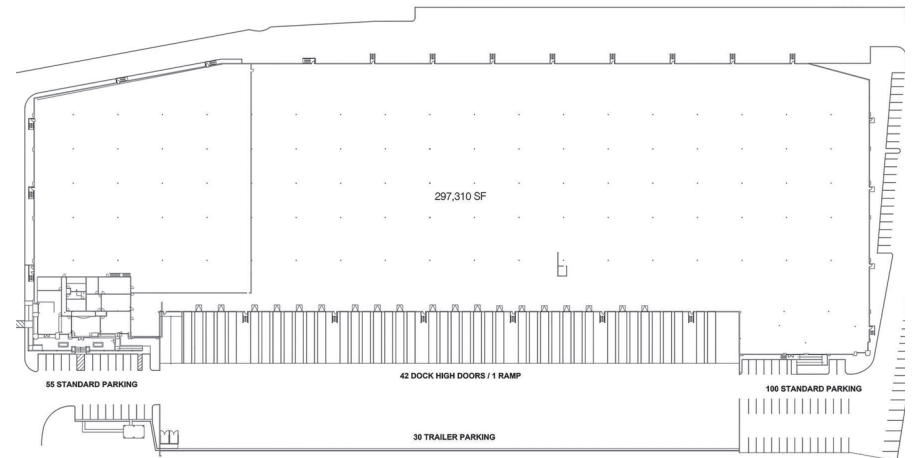 297,310 SF
42 DOCK HIGH DOORS / 1 RAMP
55 STANDARD PARKING
100 STANDARD PARKING
30 TRAILER PARKING